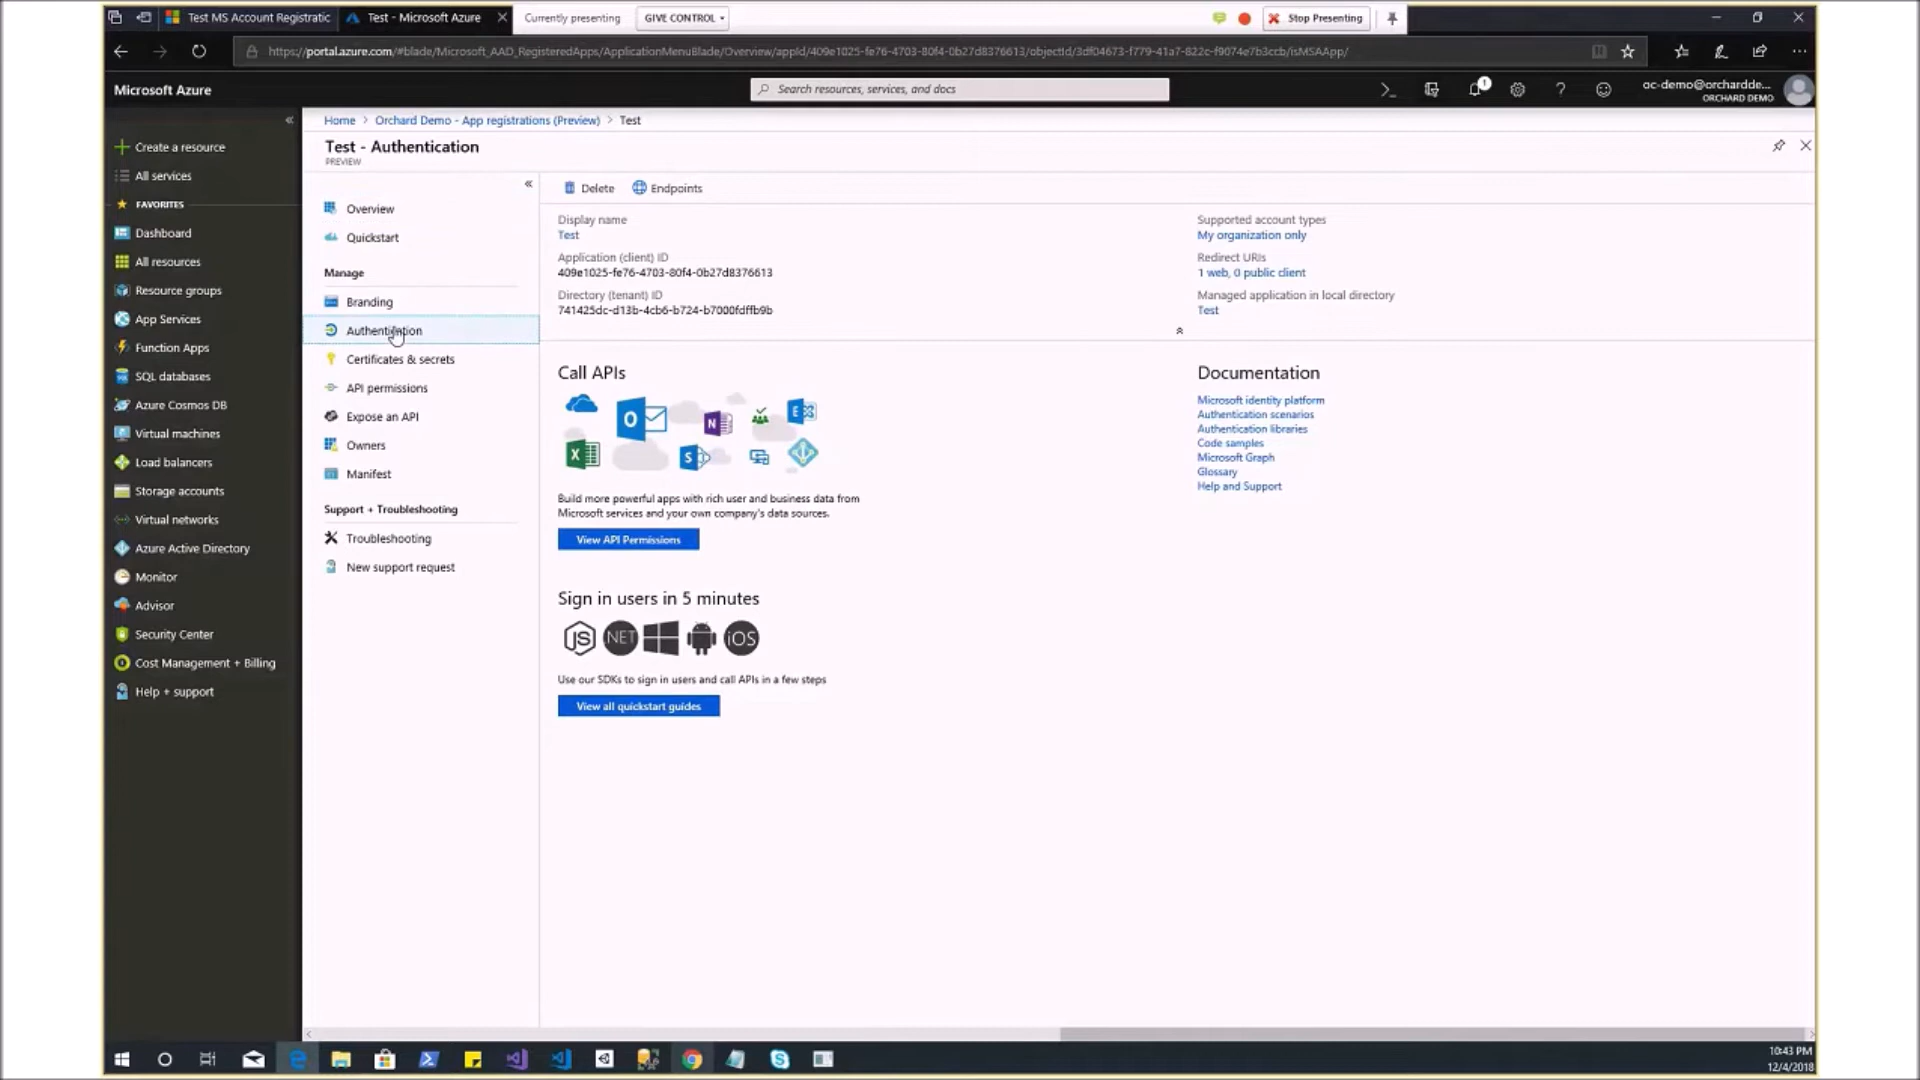 Test MS Account Registratic
Test - Microsoft Azure
Currently presenting
GIVE CONTROL
Stop Presenting
https://portal.azure.com/#blade/Microsoft_AAD_RegisteredApps/ApplicationMenuBlade/Overview/appId/409e1025-fe76-4703-80f4-0b27d8376613/objectId/3df04673-f779-41a7-822c-f9074e7b3ccb/isMSAApp/
Microsoft Azure
Search resources, services, and docs
1
oc-demo@orchardde...
ORCHARD DEMO
Create a resource
All services
FAVORITES
Dashboard
All resources
Resource groups
App Services
Function Apps
SQL databases
Azure Cosmos DB
Virtual machines
Load balancers
Storage accounts
Virtual networks
Azure Active Directory
Monitor
Advisor
Security Center
Cost Management + Billing
Help + support
Home > Orchard Demo - App registrations (Preview) > Test
Test - Authentication
PREVIEW
Overview
Quickstart
Manage
Branding
Authentication
Certificates & secrets
API permissions
Expose an API
Owners
Manifest
Support + Troubleshooting
Troubleshooting
New support request
Delete
Endpoints
Display name
Test
Application (client) ID
409e1025-fe76-4703-80f4-0b27d8376613
Directory (tenant) ID
741425dc-d13b-4cb6-b724-b7000fdffb9b
Supported account types
My organization only
Redirect URIs
1 web, 0 public client
Managed application in local directory
Test
Call APIs
Build more powerful apps with rich user and business data from
Microsoft services and your own company's data sources.
View API Permissions
Sign in users in 5 minutes
JS NET iOS
Use our SDKs to sign in users and call APIs in a few steps
View all quickstart guides
Documentation
Microsoft identity platform
Authentication scenarios
Authentication libraries
Code samples
Microsoft Graph
Glossary
Help and Support
10:43 PM
12/4/2018